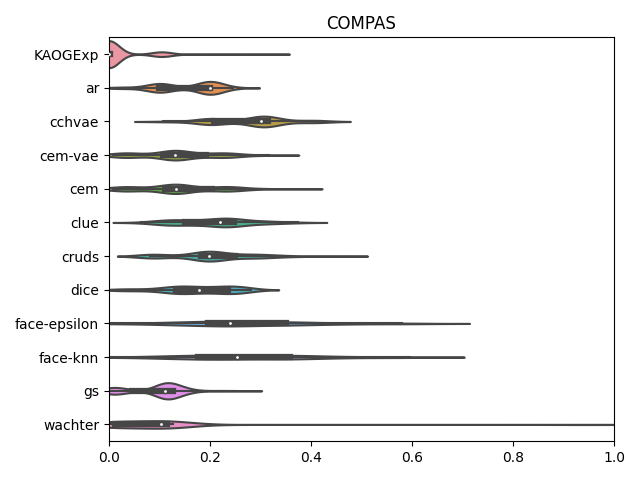 COMPAS
KAOGExp
ar
cchvae
cem-vae
cem
clue
cruds
dice
face-epsilon
face-knn
gs
wachter
0.0 0.2 0.4 0.6 0.8 1.0